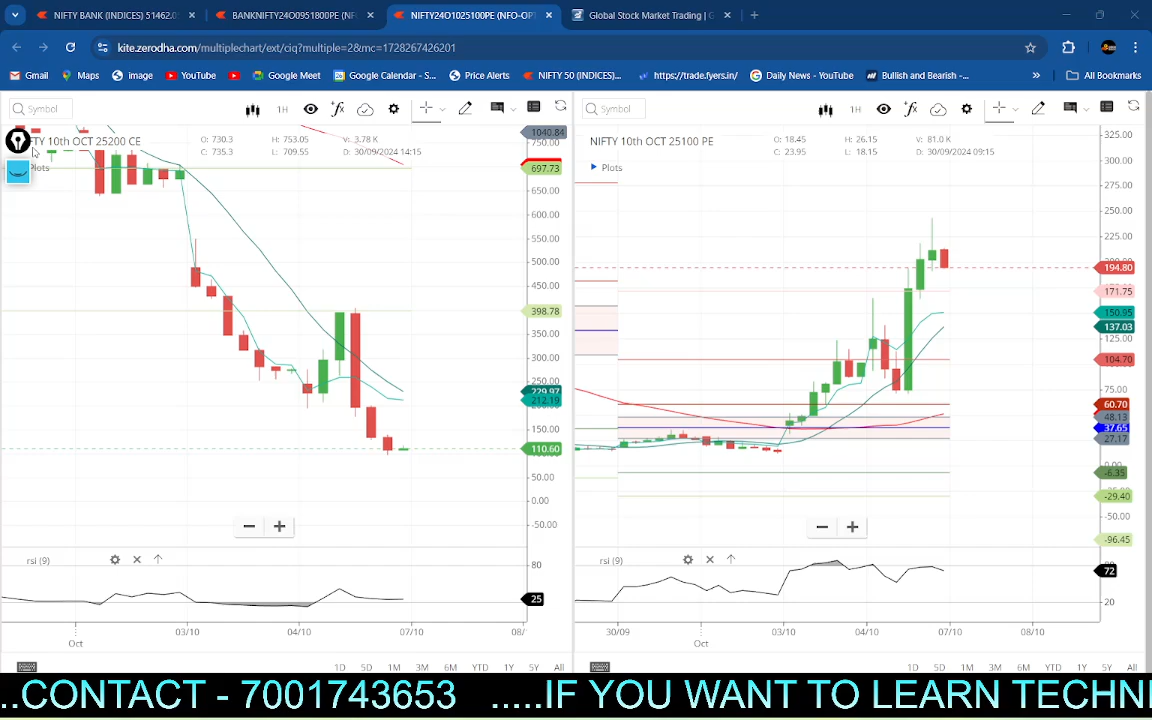 NIFTY BANK (INDICES) 51462.0
BANKNIFTY24O0951800PE (NF
NIFTY24O1025100PE (NFO-OP
Global Stock Market Trading | G
kite.zerodha.com/multiplechart/ext/ciq?multiple=2&mc=1728267426201
Gmail
Maps
image
YouTube
Google Meet
Google Calendar - S...
Price Alerts
NIFTY 50 (INDICES)...
https://trade.fyers.in/
Daily News - YouTube
Bullish and Bearish -...
»
All Bookmarks
Symbol
1H
FTY 10th OCT 25200 CE
O: 730.3 H: 753.05 V: 3.78 K
C: 735.3 L: 709.55 D: 30/09/2024 14:15
Plots
1040.84
750.00
697.73
650.00
600.00
550.00
500.00
450.00
398.78
350.00
300.00
250.00
229.97
212.19
150.00
110.60
50.00
0.00
-50.00
rsi (9)
80
25
03/10 04/10 07/10 08/
Oct
1D 5D 1M 3M 6M YTD 1Y 5Y All
Symbol
1H
NIFTY 10th OCT 25100 PE
O: 18.45 H: 26.15 V: 81.0 K
C: 23.95 L: 18.15 D: 30/09/2024 09:15
Plots
325.00
300.00
275.00
250.00
225.00
194.80
171.75
150.95
137.03
125.00
104.70
75.00
60.70
48.13
37.65
27.17
-6.35
-29.40
-50.00
-96.45
rsi (9)
72
20
30/09 03/10 04/10 07/10 08/10
Oct
1D 5D 1M 3M 6M YTD 1Y 5Y All
..CONTACT - 7001743653 .....IF YOU WANT TO LEARN TECHNI